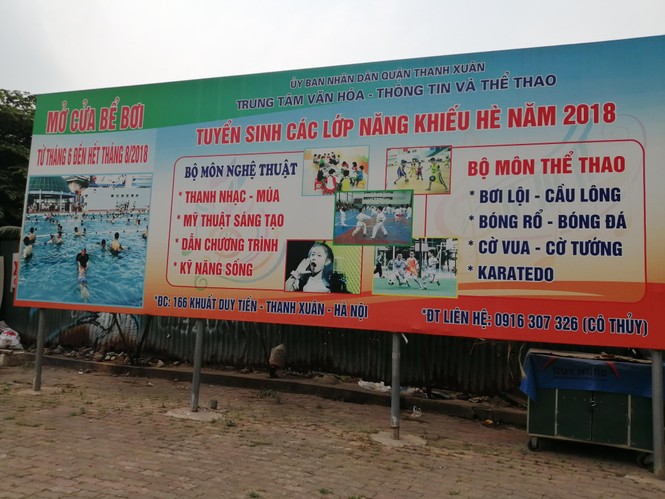 MỞ CỬA BỂ BƠI
TỪ THÁNG 6 ĐẾN HẾT THÁNG 8/2018
ỦY BAN NHÂN DÂN QUẬN THANH XUÂN
TRUNG TÂM VĂN HÓA - THÔNG TIN VÀ THỂ THAO
TUYỂN SINH CÁC LỚP NĂNG KHIẾU HÈ NĂM 2018
BỘ MÔN NGHỆ THUẬT
* THANH NHẠC - MÚA
* MỸ THUẬT SÁNG TẠO
* DẪN CHƯƠNG TRÌNH
* KỸ NĂNG SỐNG
BỘ MÔN THỂ THAO
* BƠI LỘI - CẦU LÔNG
* BÓNG RỔ - BÓNG ĐÁ
* CỜ VUA - CỜ TƯỚNG
* KARATEDO
*ĐC: 166 KHUẤT DUY TIẾN - THANH XUÂN - HÀ NỘI
*ĐT LIÊN HỆ: 0916 307 326 (CÔ THỦY)